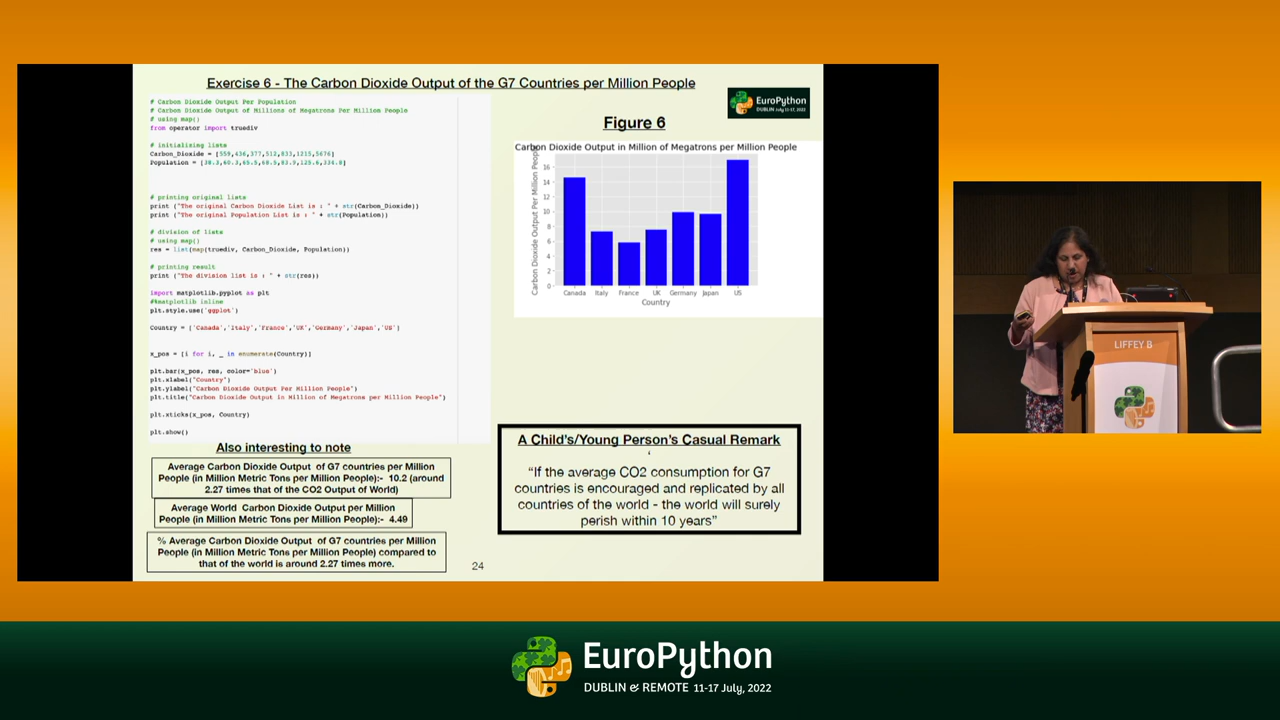 Exercise 6 - The Carbon Dioxide Output of the G7 Countries per Million People
# Carbon Dioxide Output Per Population
# Carbon Dioxide Output of Millions of Megatrons Per Million People
# using map()
from operator import truediv
# initialising lists
Carbon_Dioxide = [559,436,377,512,833,1215,5676]
Population = [38.3,60.3,65.5,68.5,83.9,125.6,334.8]
# printing original lists
print ("The original Carbon Dioxide List is : " + str(Carbon_Dioxide))
print ("The original Population List is : " + str(Population))
# division of lists
# using map()
res = list(map(truediv, Carbon_Dioxide, Population))
# printing result
print ("The division list is : " + str(res))
import matplotlib.pyplot as plt
#%matplotlib inline
plt.style.use('ggplot')
Country = ['Canada','Italy','France','UK','Germany','Japan','US']
x_pos = [i for i, _ in enumerate(Country)]
plt.bar(x_pos, res, color='blue')
plt.xlabel("Country")
plt.ylabel("Carbon Dioxide Output Per Million People")
plt.title("Carbon Dioxide Output in Million of Megatrons per Million People")
plt.xticks(x_pos, Country)
plt.show()
Also interesting to note
Average Carbon Dioxide Output of G7 countries per Million
People (in Million Metric Tons per Million People):- 10.2 (around
2.27 times that of the CO2 Output of World)
Average World Carbon Dioxide Output per Million
People (in Million Metric Tons per Million People):- 4.49
% Average Carbon Dioxide Output of G7 countries per Million
People (in Million Metric Tons per Million People) compared to
that of the world is around 2.27 times more.
24
EuroPython
DUBLIN July 11-17, 2022
Figure 6
Carbon Dioxide Output in Million of Megatrons per Million People
Carbon Dioxide Output Per Million People
16
14
12
10
8
6
4
2
0
Canada Italy France UK Germany Japan US
Country
A Child's/Young Person's Casual Remark
‘
“If the average CO2 consumption for G7
countries is encouraged and replicated by all
countries of the world - the world will surely
perish within 10 years”
LIFFEY B
EuroPython
DUBLIN & REMOTE 11-17 July, 2022